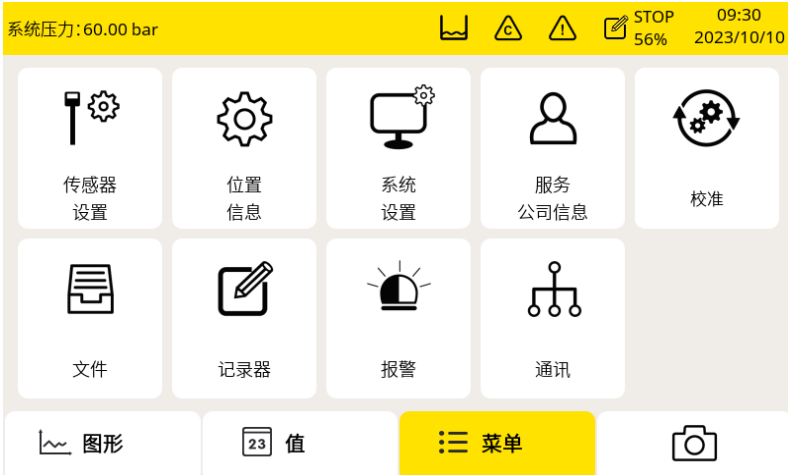 系统压力:60.00 bar
C
!
STOP
56%
09:30
2023/10/10
传感器
设置
位置
信息
系统
设置
服务
公司信息
校准
文件
记录器
报警
通讯
图形
23
值
菜单